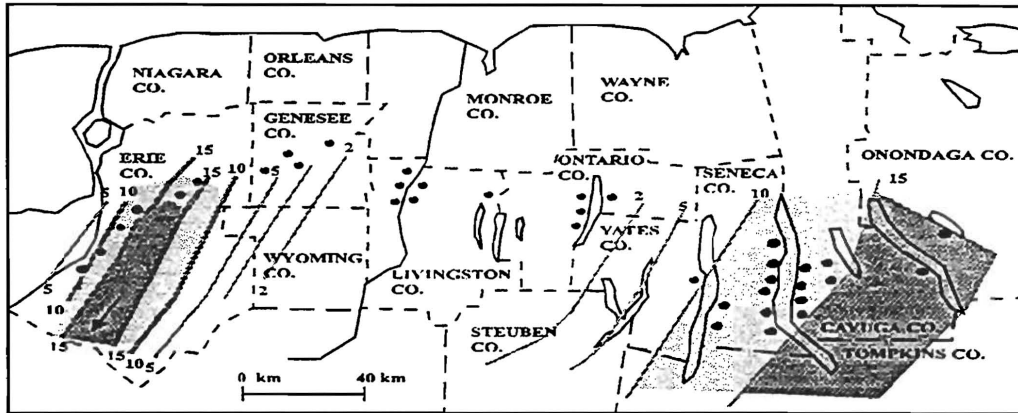 NIAGARA
CO.
ORLEANS
CO.
GENESEE
CO.
MONROE
CO.
WAYNE
CO.
ERIE
CO.
ONTARIO
CO.
SENECA
CO.
ONONDAGA CO.
YATES
CO.
WYOMING
CO.
LIVINGSTON
CO.
STEUBEN
CO.
CAYUGA CO.
TOMPKINS CO.
15
15
10
5
2
5
10
2
5
10
15
5
10
15
15
10
5
2
0 km
40 km